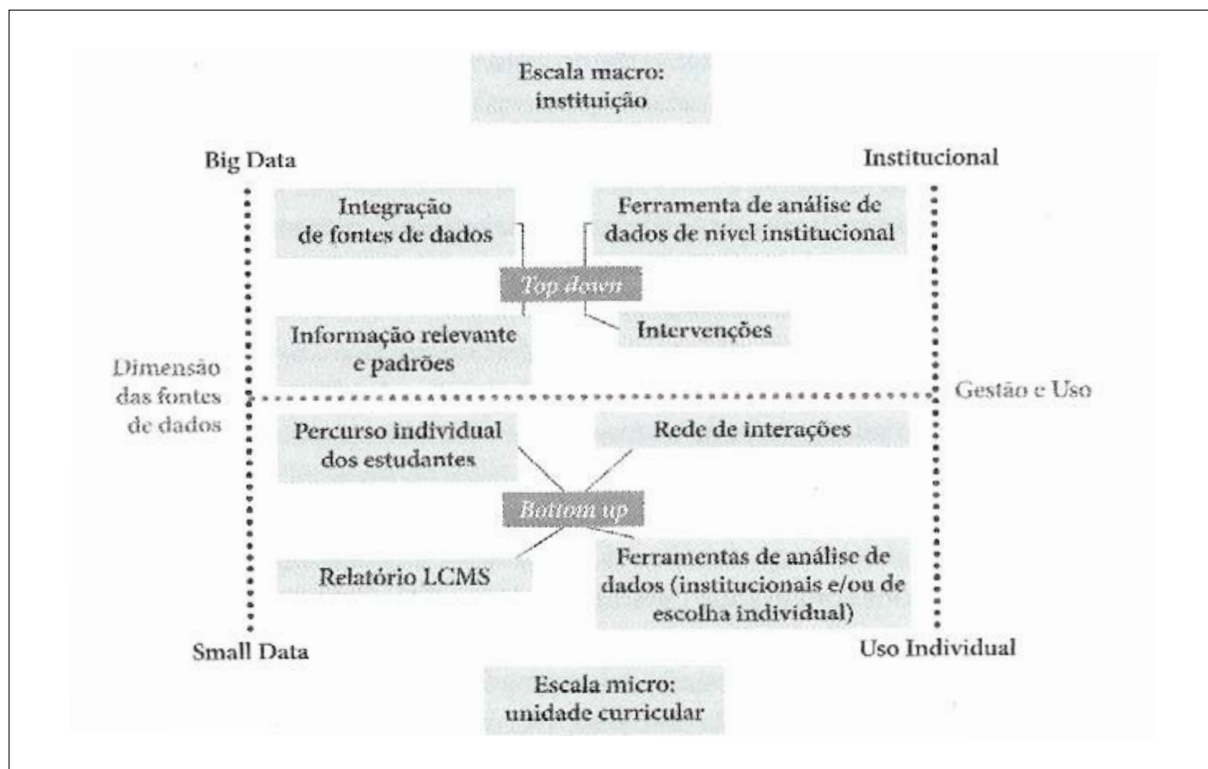 Escala macro:
instituição
Big Data
Institucional
Integração
de fontes de dados
Ferramenta de análise de
dados de nível institucional
Top down
Informação relevante
e padrões
Intervenções
Dimensão
das fontes
de dados
Gestão e Uso
Percurso individual
dos estudantes
Rede de interações
Bottom up
Relatório LCMS
Ferramentas de análise de
dados (institucionais e/ou de
escolha individual)
Small Data
Uso Individual
Escala micro:
unidade curricular